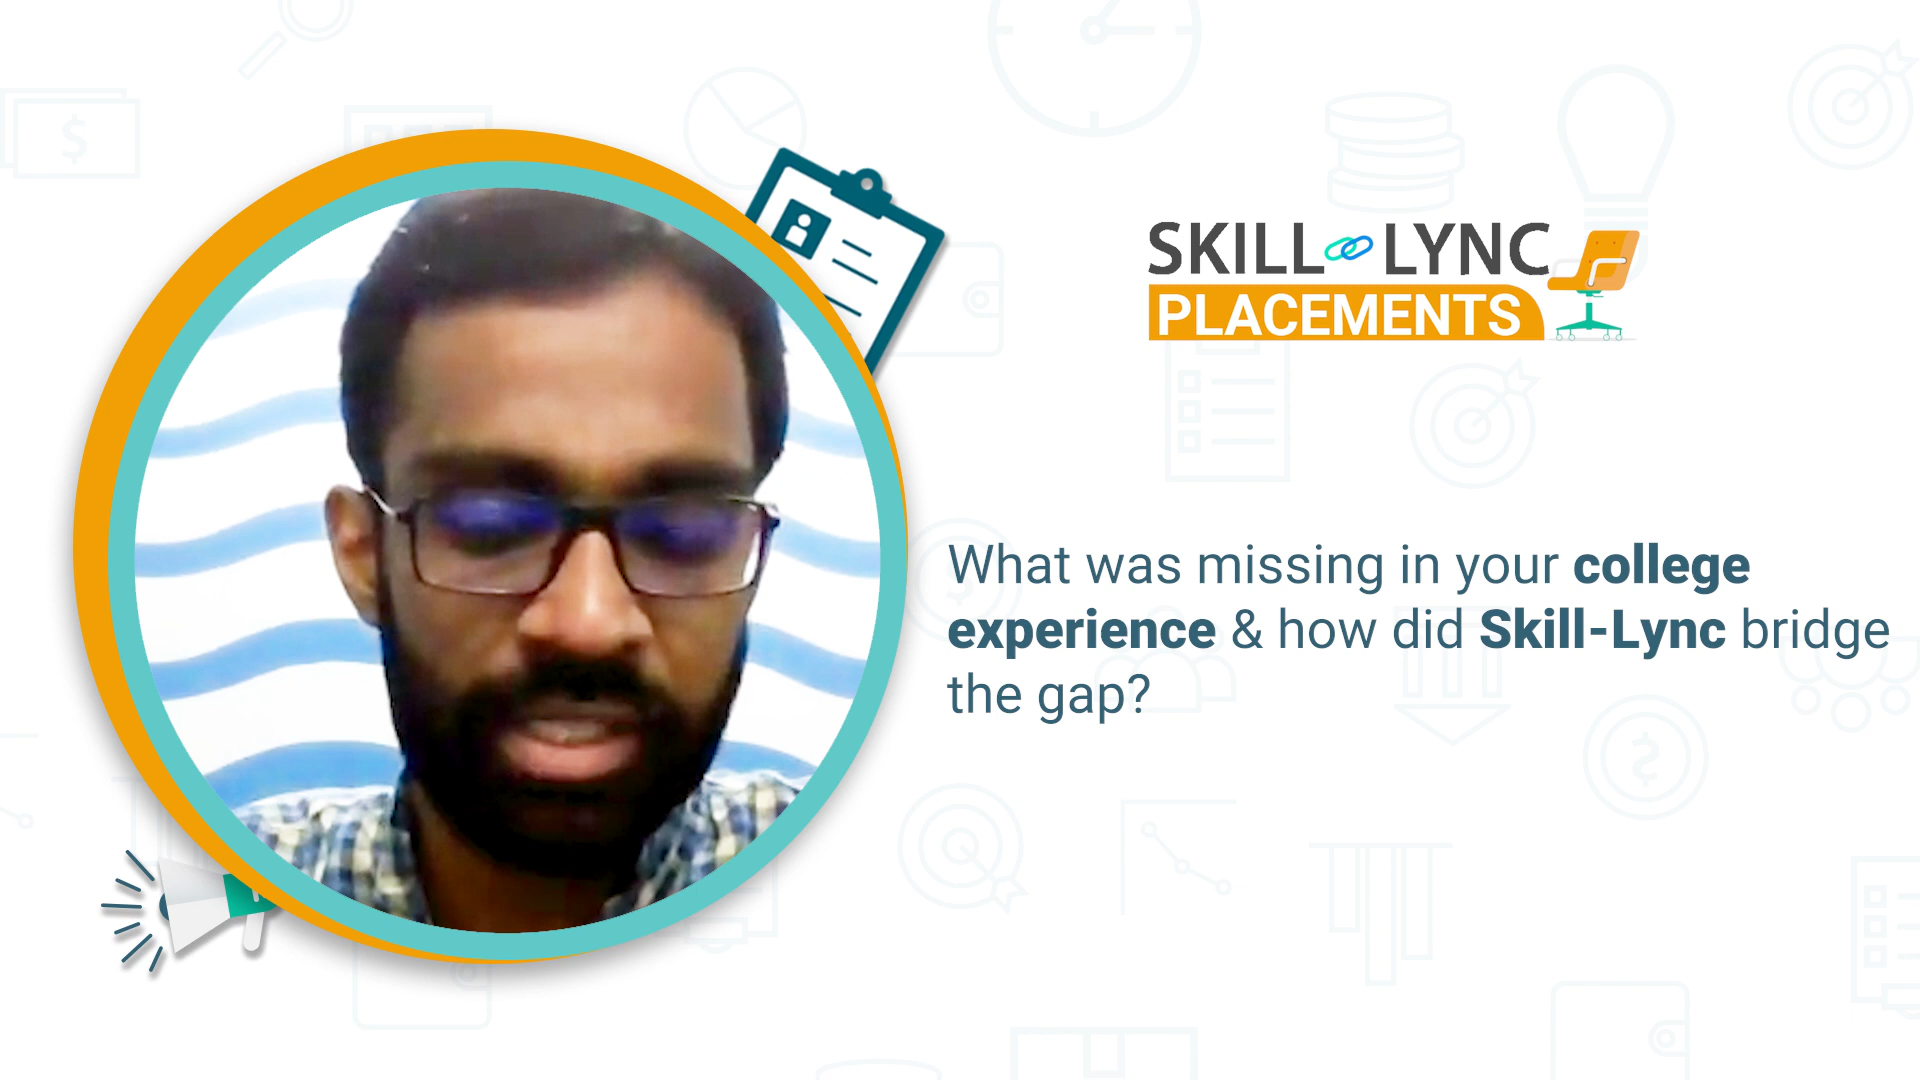 SKILL LYNC
PLACEMENTS
What was missing in your college
experience & how did Skill-Lync bridge
the gap?